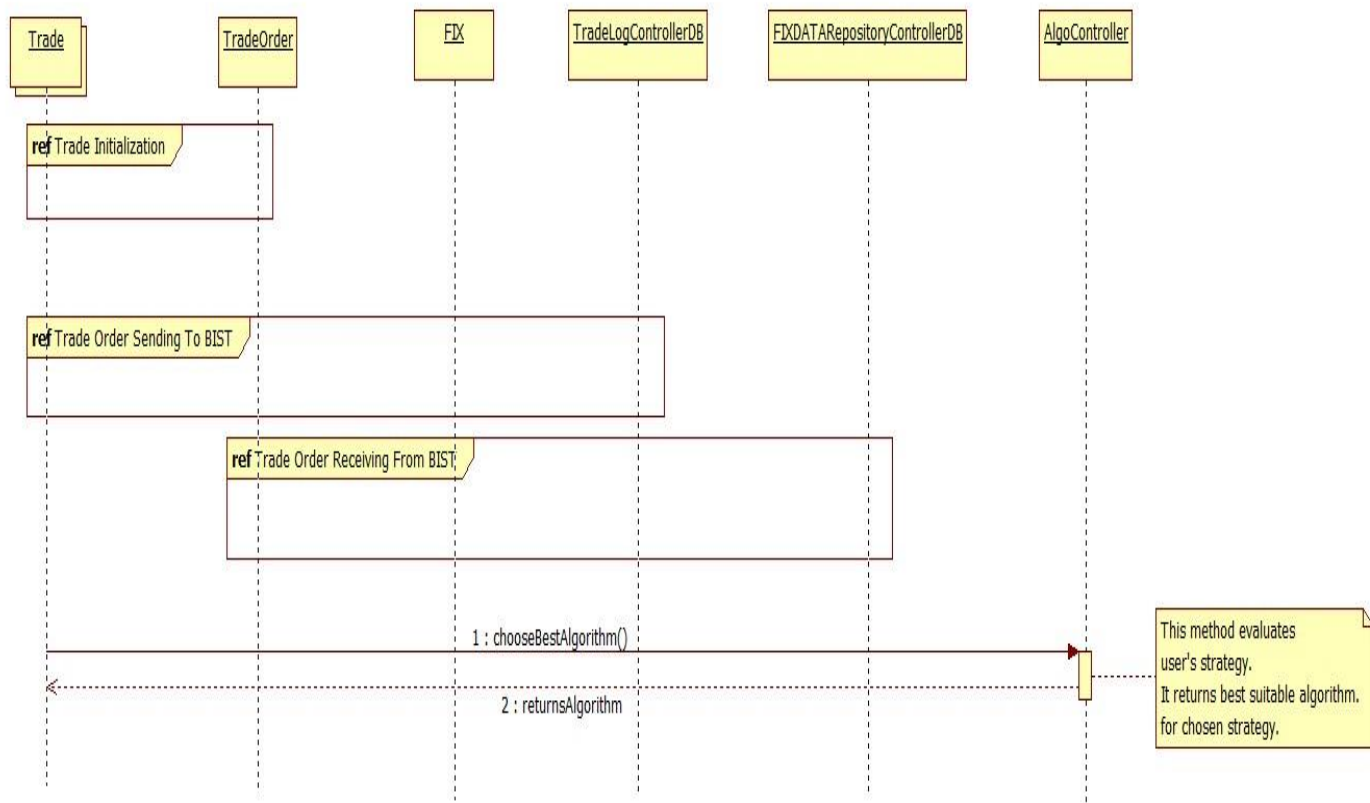 Trade
TradeOrder
FIX
TradeLogControllerDB
FIXDATARepositoryControllerDB
AlgoController
ref Trade Initialization
ref Trade Order Sending To BIST
ref Trade Order Receiving From BIST
1 : chooseBestAlgorithm()
2 : returnsAlgorithm
This method evaluates
user's strategy.
It returns best suitable algorithm.
for chosen strategy.